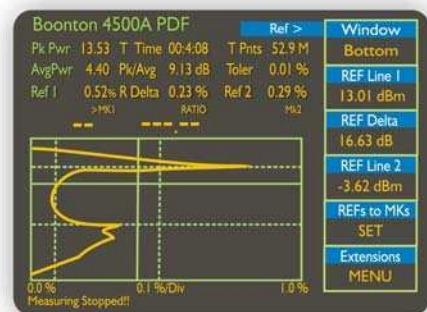 Boonton 4500A PDF
Ref >
Pk Pwr 13.53 T Time 00:4:08 T Pnts 52.9 M
AvgPwr 4.40 Pk/Avg 9.13 dB Toler 0.01 %
Ref 1 0.52% R Delta 0.23 % Ref 2 0.29 %
>MK1 RATIO Mk2
-- ---.--
0.0 % 0.1 %/Div 1.0 %
Measuring Stopped!!
Window
Bottom
REF Line 1
13.01 dBm
REF Delta
16.63 dB
REF Line 2
-3.62 dBm
REFs to MKs
SET
Extensions
MENU